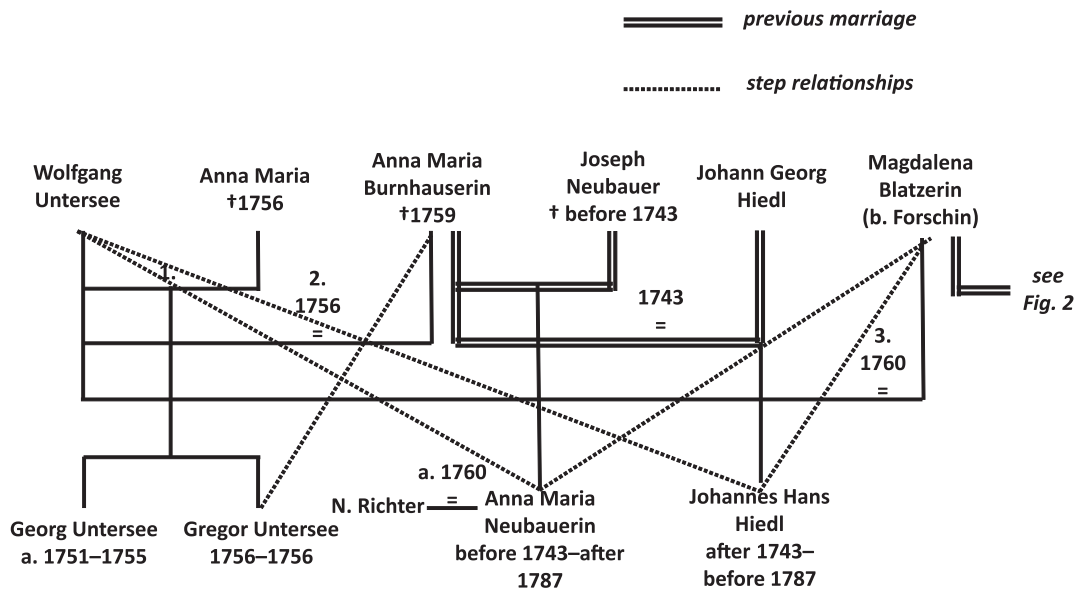 previous marriage
step relationships
Wolfgang
Untersee
Anna Maria
†1756
Anna Maria
Burnhauserin
†1759
Joseph
Neubauer
† before 1743
Johann Georg
Hiedl
Magdalena
Blatzerin
(b. Forschin)
see
Fig. 2
1.
2.
1756
=
1743
=
3.
1760
=
a. 1760
=
N. Richter
Georg Untersee
a. 1751–1755
Gregor Untersee
1756–1756
Anna Maria
Neubauerin
before 1743–after
1787
Johannes Hans
Hiedl
after 1743–
before 1787